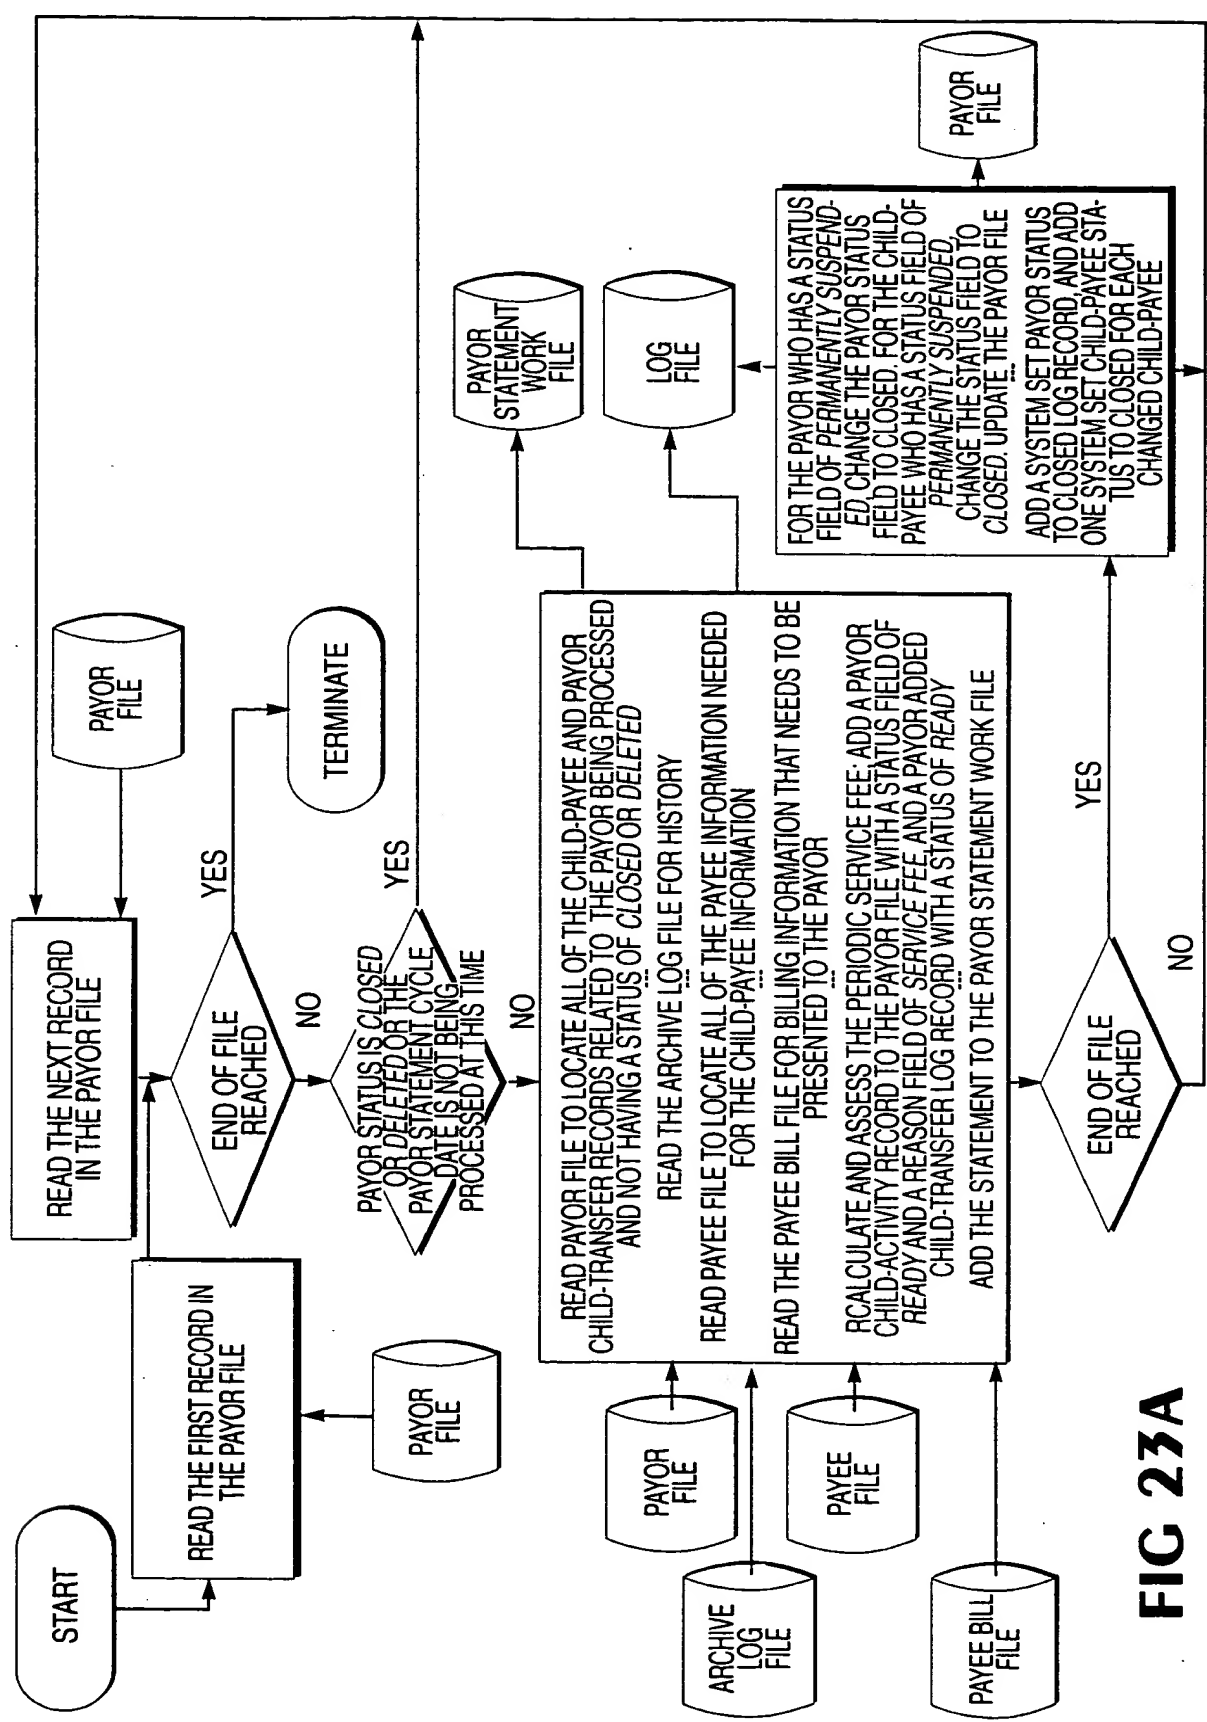 START
READ THE FIRST RECORD IN
THE PAYOR FILE
PAYOR
FILE
READ THE NEXT RECORD
IN THE PAYOR FILE
PAYOR
FILE
END OF FILE
REACHED
YES
TERMINATE
NO
PAYOR STATUS IS CLOSED
OR DELETED OR THE
PAYOR STATEMENT CYCLE
DATE IS NOT BEING
PROCESSED AT THIS TIME
YES
NO
READ PAYOR FILE TO LOCATE ALL OF THE CHILD-PAYEE AND PAYOR
CHILD-TRANSFER RECORDS RELATED TO THE PAYOR BEING PROCESSED
AND NOT HAVING A STATUS OF CLOSED OR DELETED
READ THE ARCHIVE LOG FILE FOR HISTORY
READ PAYEE FILE TO LOCATE ALL OF THE PAYEE INFORMATION NEEDED
FOR THE CHILD-PAYEE INFORMATION
READ THE PAYEE BILL FILE FOR BILLING INFORMATION THAT NEEDS TO BE
PRESENTED TO THE PAYOR
RCALCULATE AND ASSESS THE PERIODIC SERVICE FEE; ADD A PAYOR
CHILD-ACTIVITY RECORD TO THE PAYOR FILE WITH A STATUS FIELD OF
READY AND A REASON FIELD OF SERVICE FEE, AND A PAYOR ADDED
CHILD-TRANSFER LOG RECORD WITH A STATUS OF READY
ADD THE STATEMENT TO THE PAYOR STATEMENT WORK FILE
PAYOR
FILE
ARCHIVE
LOG
FILE
PAYEE
FILE
PAYEE BILL
FILE
PAYOR
STATEMENT
WORK
FILE
LOG
FILE
END OF FILE
REACHED
YES
NO
FOR THE PAYOR WHO HAS A STATUS
FIELD OF PERMANENTLY SUSPEND-
ED, CHANGE THE PAYOR STATUS
FIELD TO CLOSED. FOR THE CHILD-
PAYEE WHO HAS A STATUS FIELD OF
PERMANENTLY SUSPENDED,
CHANGE THE STATUS FIELD TO
CLOSED. UPDATE THE PAYOR FILE
ADD A SYSTEM SET PAYOR STATUS
TO CLOSED LOG RECORD, AND ADD
ONE SYSTEM SET CHILD-PAYEE STA-
TUS TO CLOSED FOR EACH
CHANGED CHILD-PAYEE
PAYOR
FILE
FIG 23A